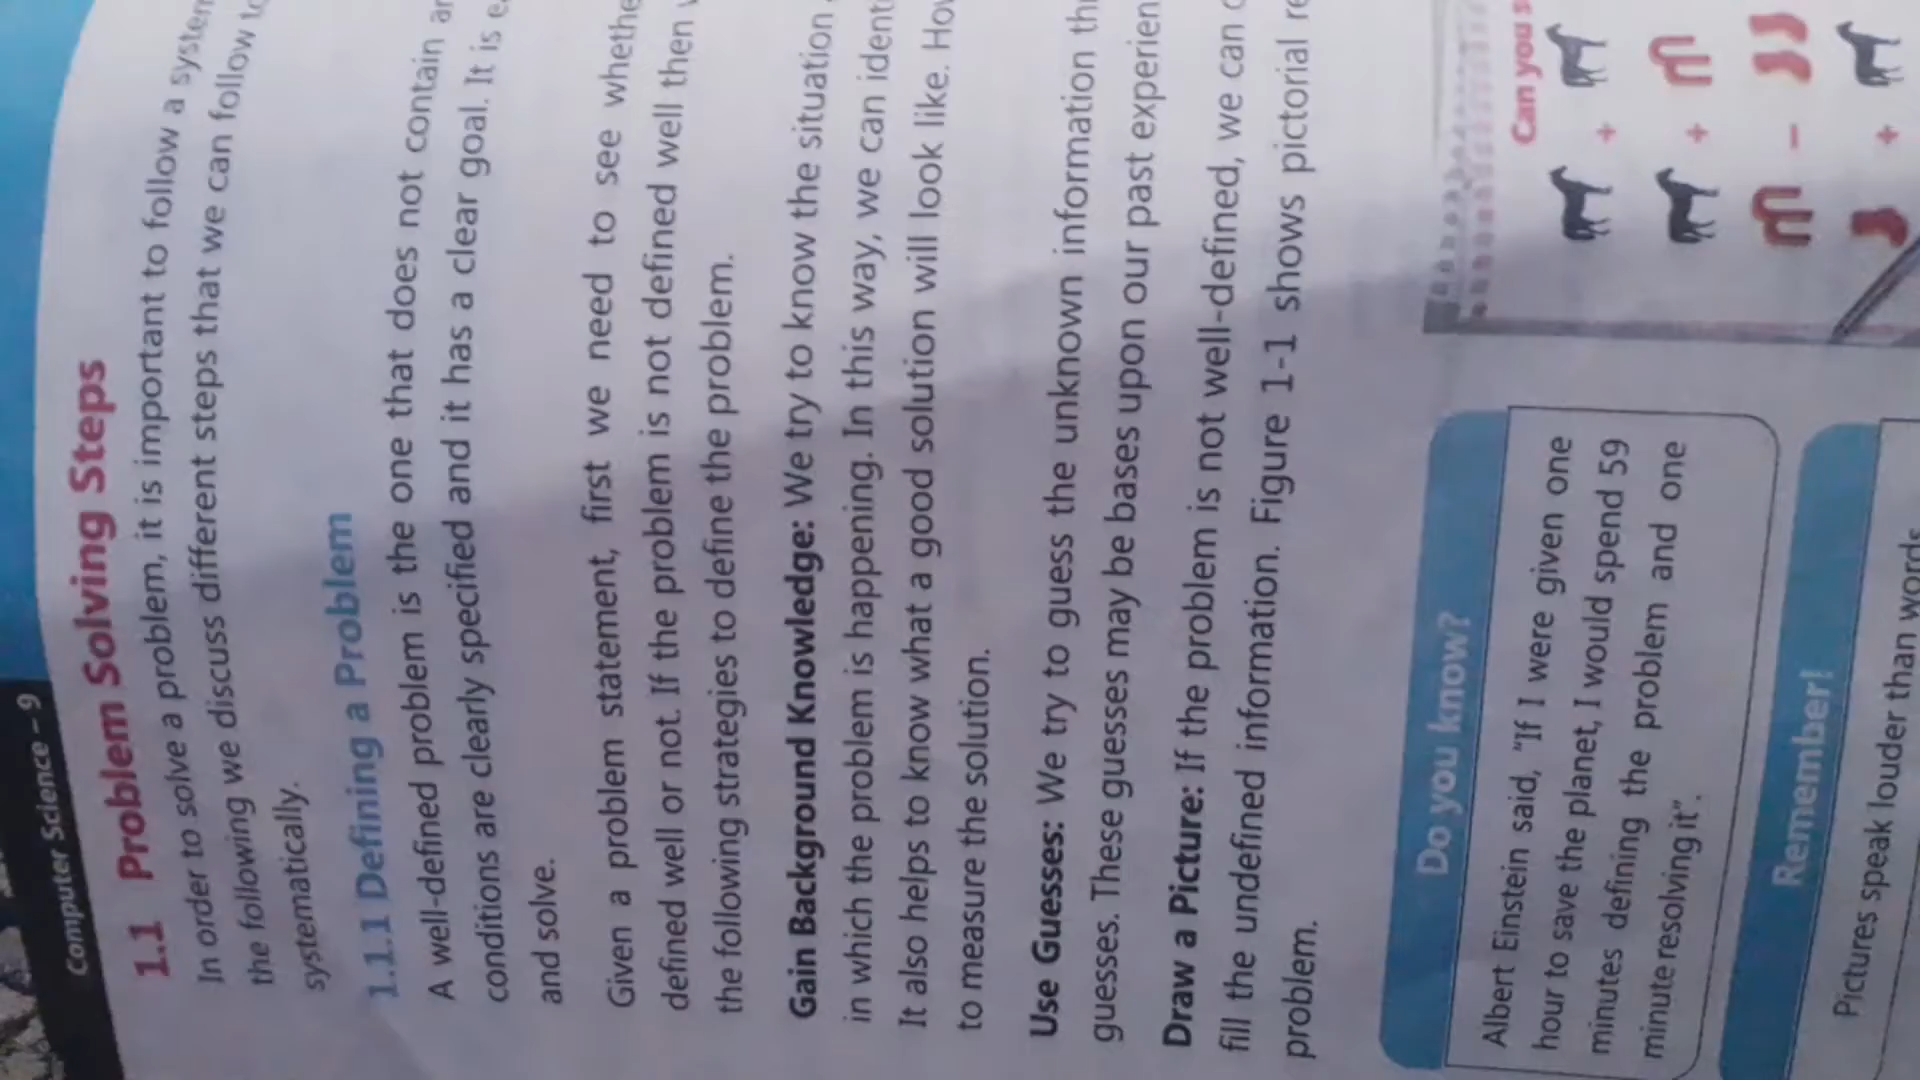 Computer Science – 9
1.1 Problem Solving Steps
In order to solve a problem, it is important to follow a system
the following we discuss different steps that we can follow
systematically.
1.1.1 Defining a Problem
A well-defined problem is the one that does not contain
conditions are clearly specified and it has a clear goal. It is
and solve.
Given a problem statement, first we need to see whethe
defined well or not. If the problem is not defined well then
the following strategies to define the problem.
Gain Background Knowledge: We try to know the situation
in which the problem is happening. In this way, we can identi
It also helps to know what a good solution will look like. How
to measure the solution.
Use Guesses: We try to guess the unknown information
guesses. These guesses may be bases upon our past experien
Draw a Picture: If the problem is not well-defined, we can
fill the undefined information. Figure 1-1 shows pictorial re
problem.
Do you know?
Albert Einstein said, "If I were given one
hour to save the planet, I would spend 59
minutes defining the problem and one
minute resolving it".
Remember!
Pictures speak louder than words
Can you s
+
+
–
+